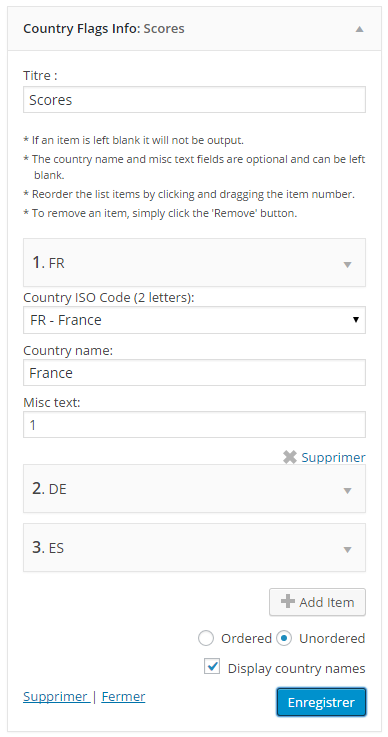 Country Flags Info: Scores
Titre :
Scores
* If an item is left blank it will not be output.
* The country name and misc text fields are optional and can be left
blank.
* Reorder the list items by clicking and dragging the item number.
* To remove an item, simply click the 'Remove' button.
1. FR
Country ISO Code (2 letters):
FR - France
Country name:
France
Misc text:
1
Supprimer
2. DE
3. ES
Add Item
Ordered Unordered
Display country names
Supprimer | Fermer
Enregistrer